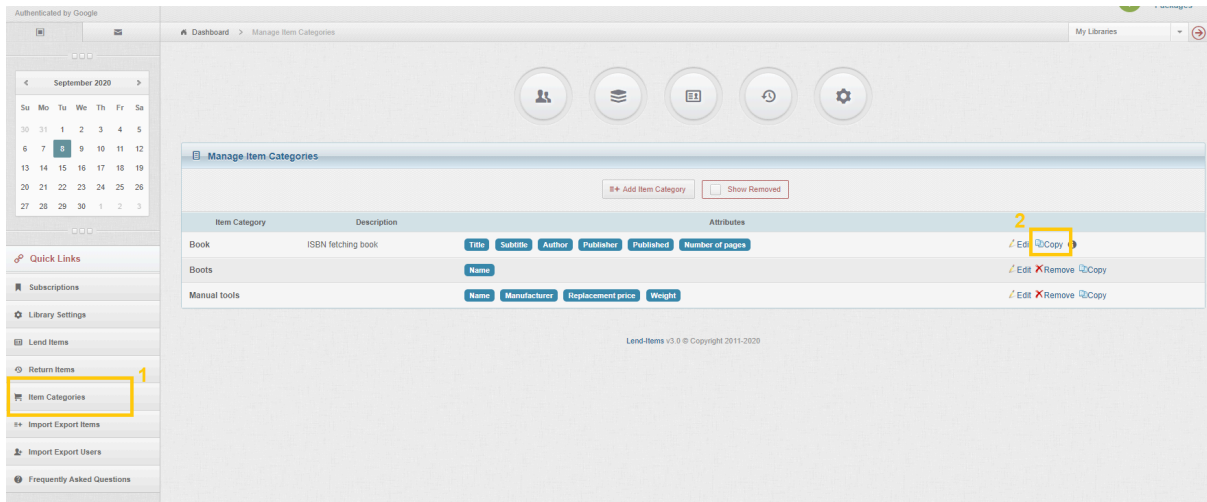 Authenticated by Google
Packages
Dashboard > Manage Item Categories
My Libraries
< September 2020 >
Su Mo Tu We Th Fr Sa
30 31 1 2 3 4 5
6 7 8 9 10 11 12
13 14 15 16 17 18 19
20 21 22 23 24 25 26
27 28 29 30 1 2 3
Quick Links
Subscriptions
Library Settings
Lend Items
Return Items
1
Item Categories
Import Export Items
Import Export Users
Frequently Asked Questions
Manage Item Categories
Add Item Category Show Removed
Item Category Description Attributes
2
Book ISBN fetching book Title Subtitle Author Publisher Published Number of pages Edit Copy
Boots Name Edit Remove Copy
Manual tools Name Manufacturer Replacement price Weight Edit Remove Copy
Lend-Items v3.0 © Copyright 2011-2020